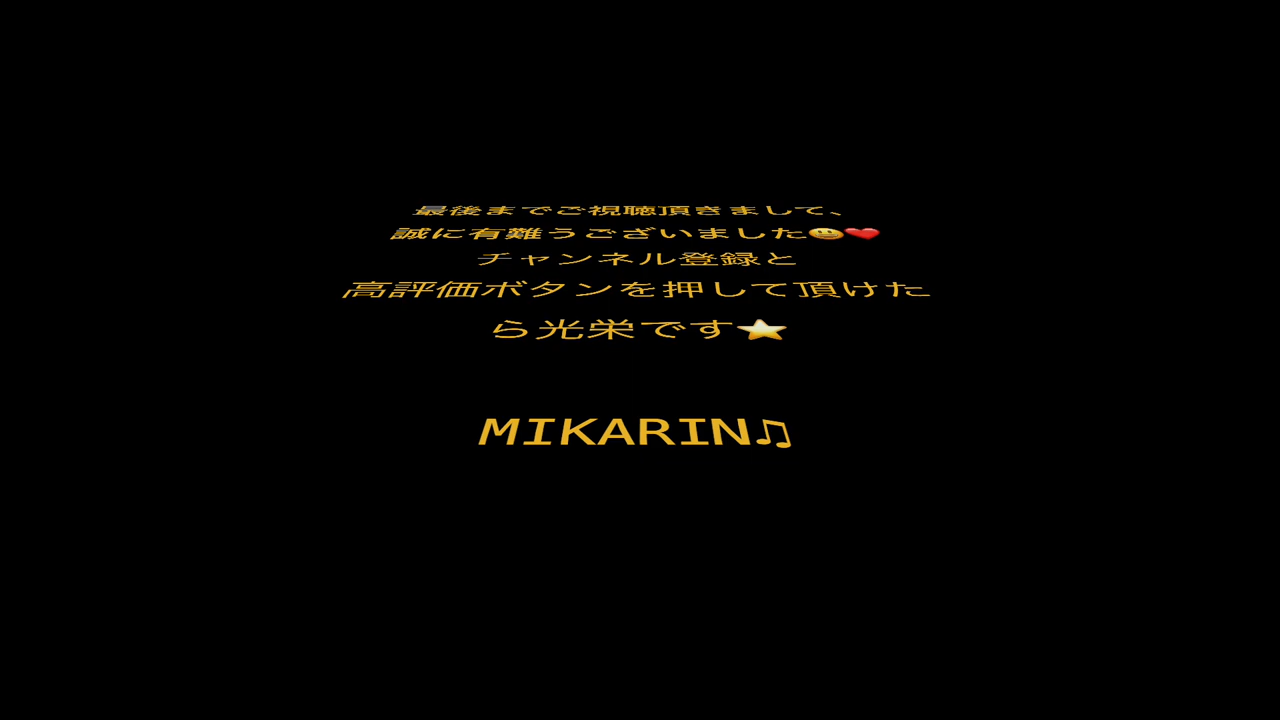 最後までご視聴頂きまして、
誠に有難うございました😃❤️
チャンネル登録と
高評価ボタンを押して頂けた
ら光栄です⭐
MIKARIN♫